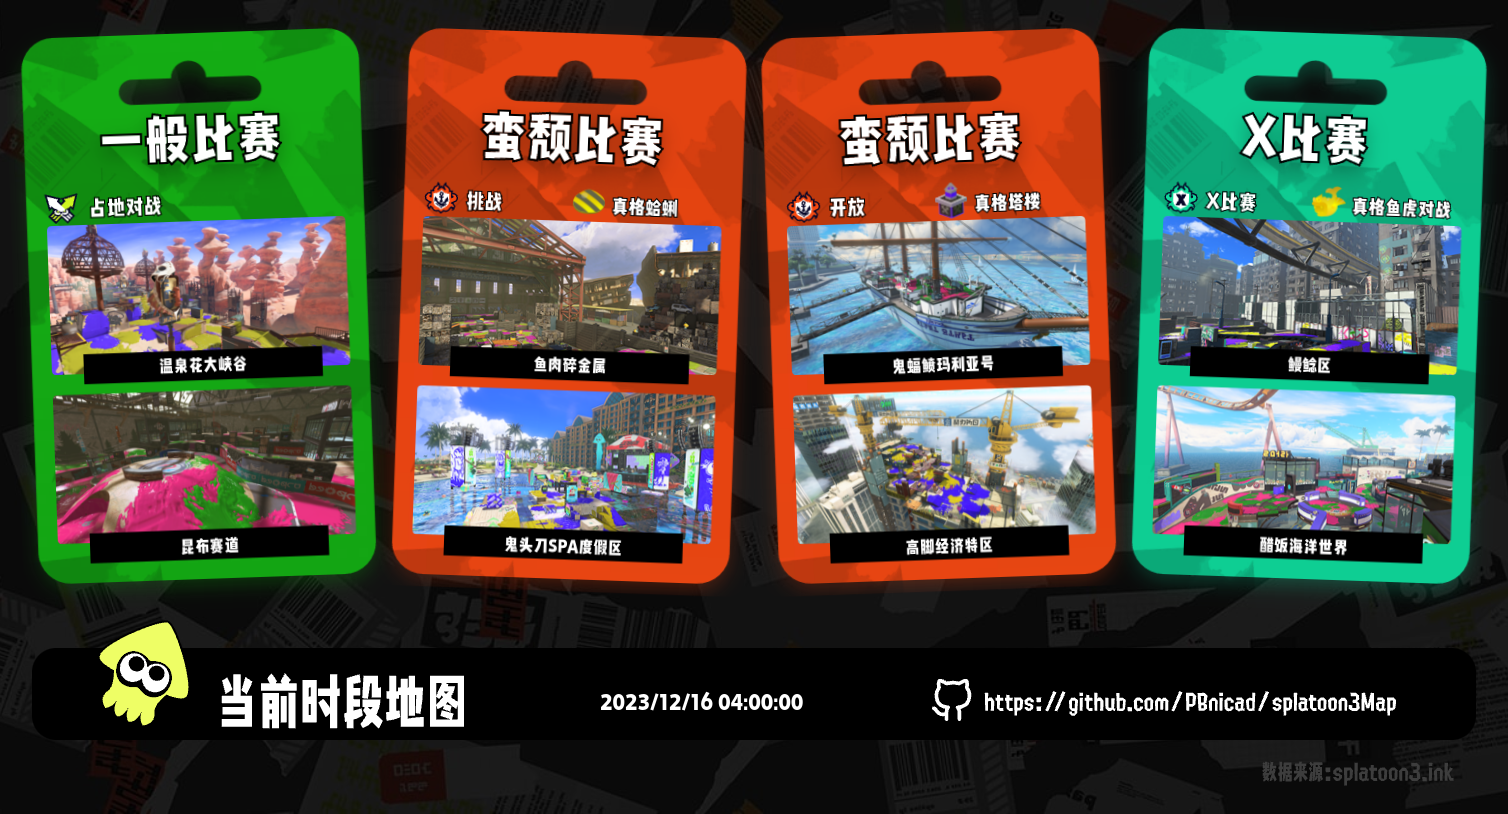 一般比赛
占地对战
温泉花大峡谷
昆布赛道
蛮颓比赛
挑战
真格蛤蜊
鱼肉碎金属
鬼头刀SPA度假区
蛮颓比赛
开放
真格塔楼
鬼蝠鲼玛利亚号
高脚经济特区
X比赛
X比赛
真格鱼虎对战
鳗鲶区
醋饭海洋世界
当前时段地图
2023/12/16 04:00:00
https://github.com/PBnicad/splatoon3Map
数据来源:splatoon3.ink